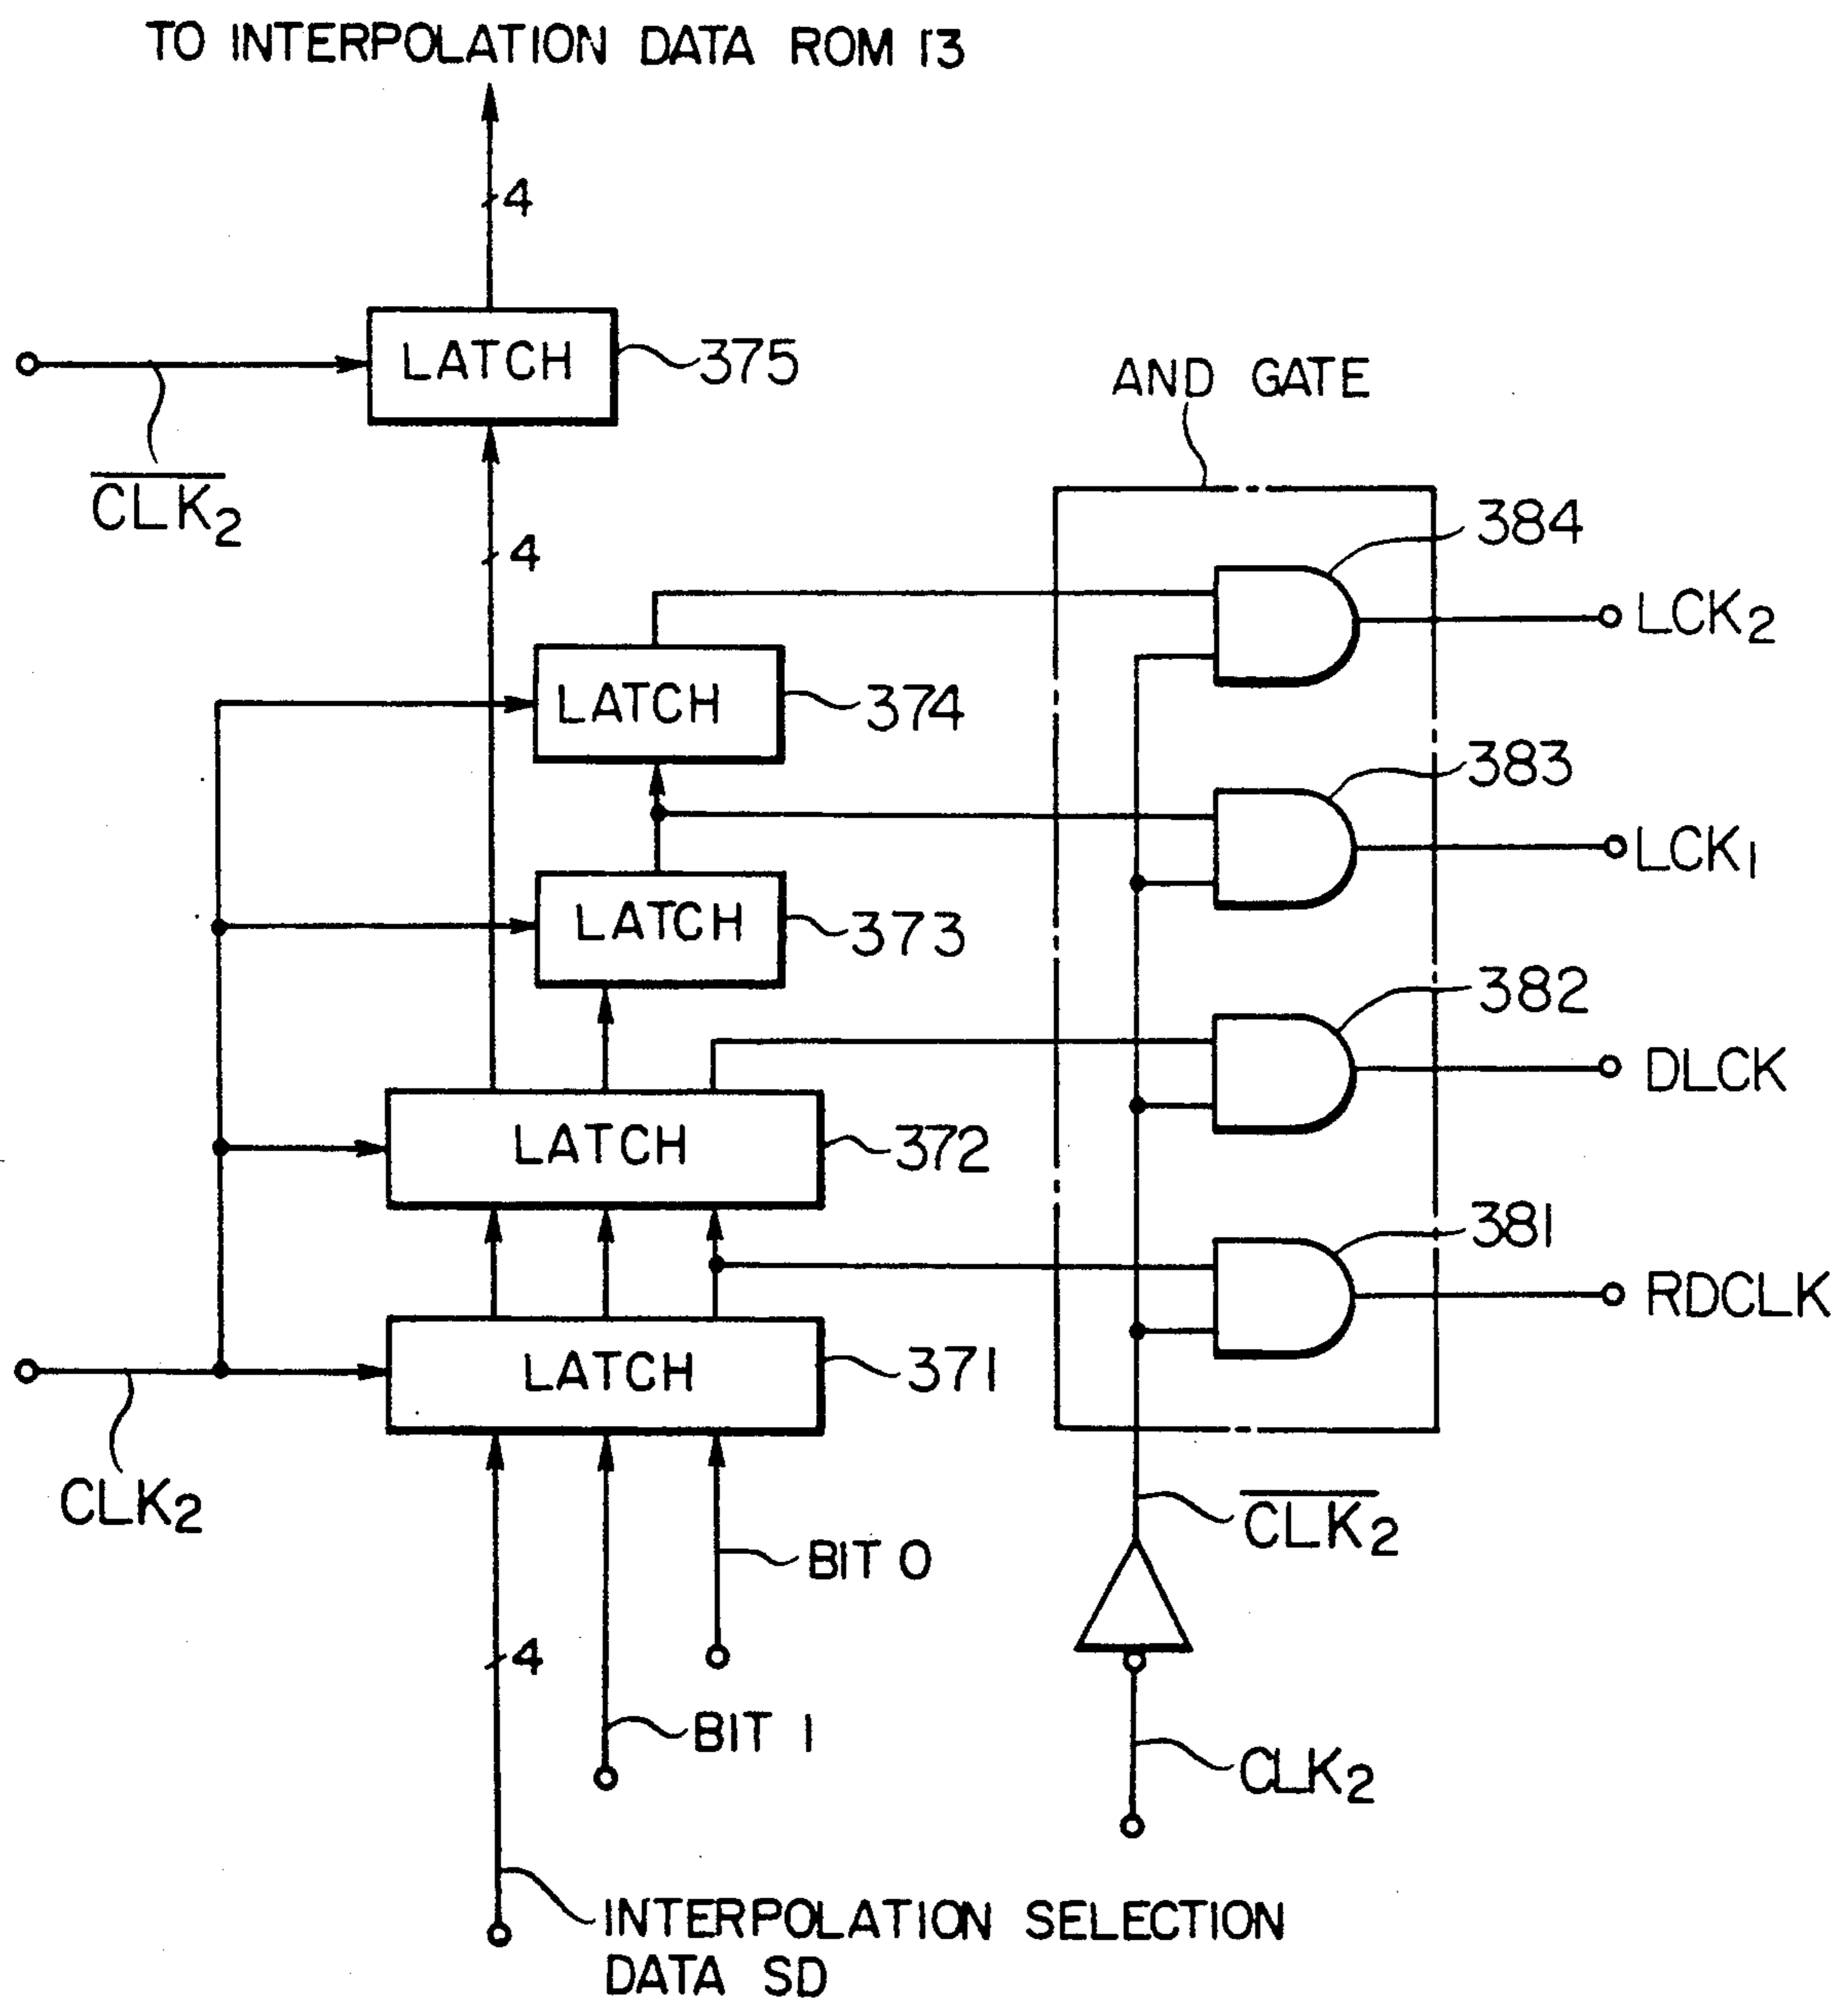 TO INTERPOLATION DATA ROM 13
4
LATCH
375
AND GATE
C̅L̅K̅₂
384
4
LCK₂
LATCH
374
383
LCK₁
LATCH
373
382
DLCK
LATCH
372
381
RDCLK
LATCH
371
CLK₂
C̅L̅K̅₂
BIT 0
4
BIT 1
CLK₂
INTERPOLATION SELECTION
DATA SD